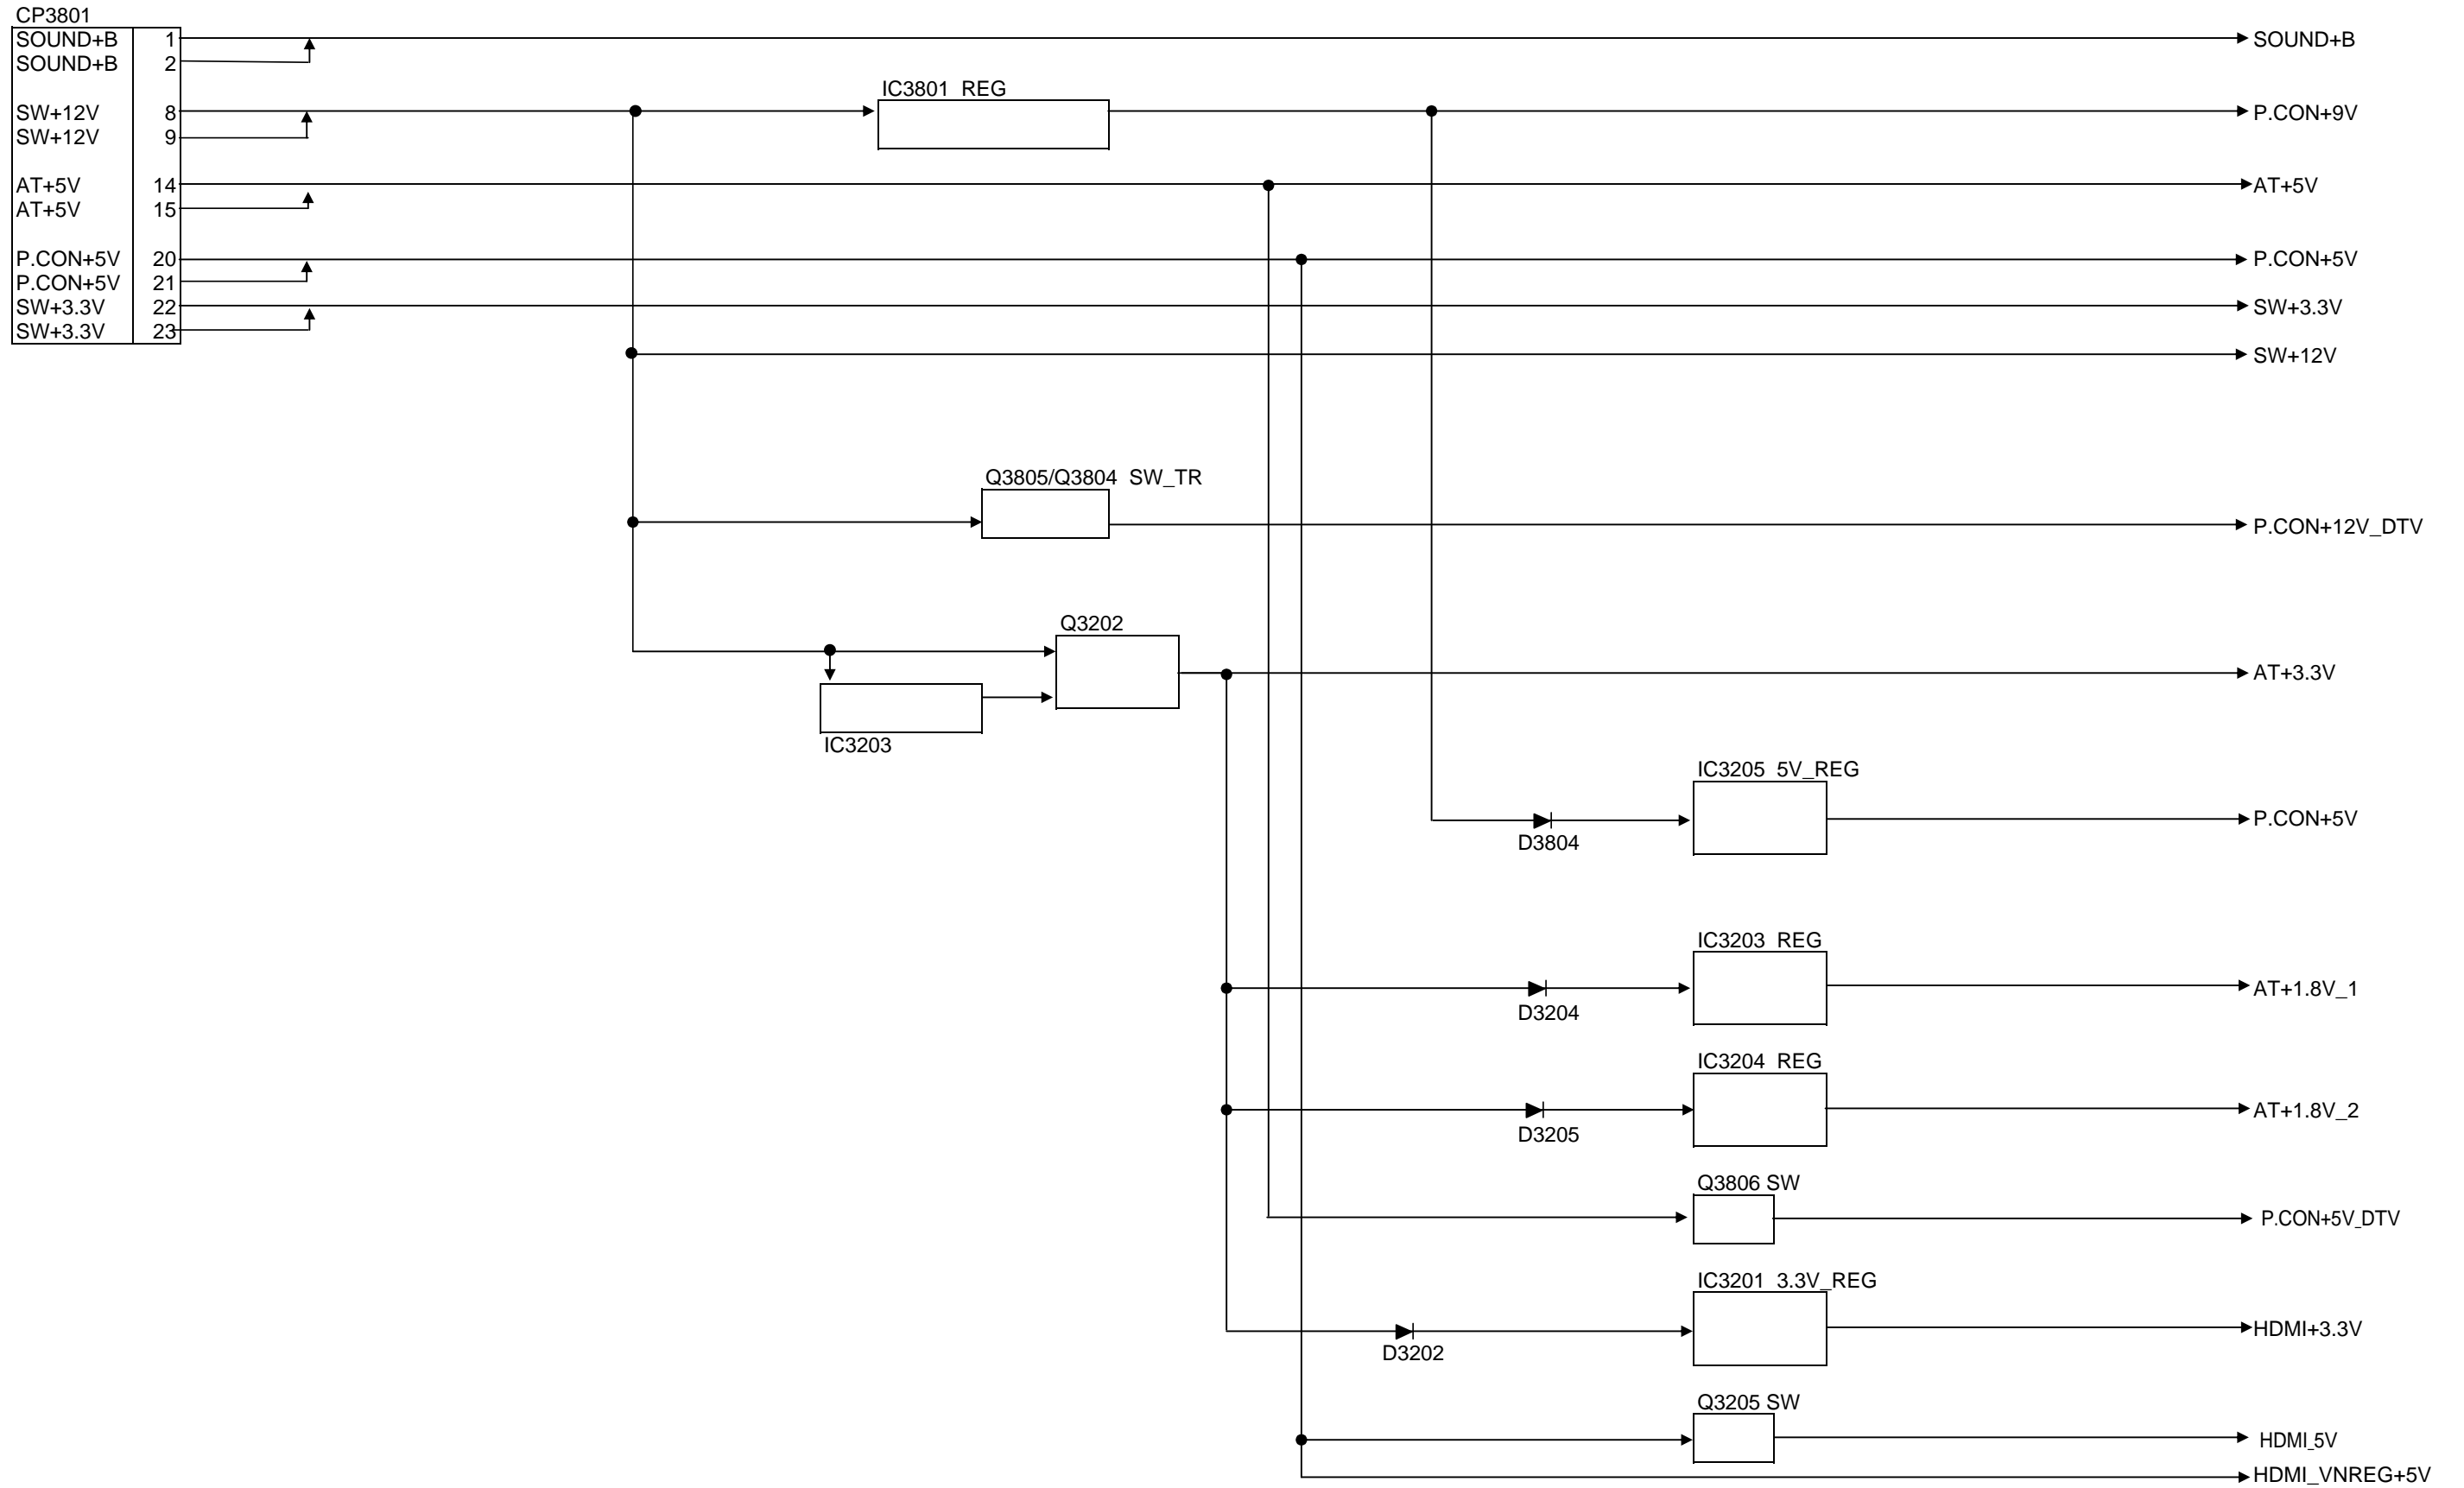 CP3801
SOUND+B 1
SOUND+B 2
SW+12V 8
SW+12V 9
AT+5V 14
AT+5V 15
P.CON+5V 20
P.CON+5V 21
SW+3.3V 22
SW+3.3V 23
SOUND+B
IC3801 REG
P.CON+9V
AT+5V
P.CON+5V
SW+3.3V
SW+12V
Q3805/Q3804 SW_TR
P.CON+12V_DTV
Q3202
AT+3.3V
IC3203
IC3205 5V_REG
P.CON+5V
D3804
IC3203 REG
AT+1.8V_1
D3204
IC3204 REG
AT+1.8V_2
D3205
Q3806 SW
P.CON+5V_DTV
IC3201 3.3V_REG
HDMI+3.3V
D3202
Q3205 SW
HDMI_5V
HDMI_VNREG+5V